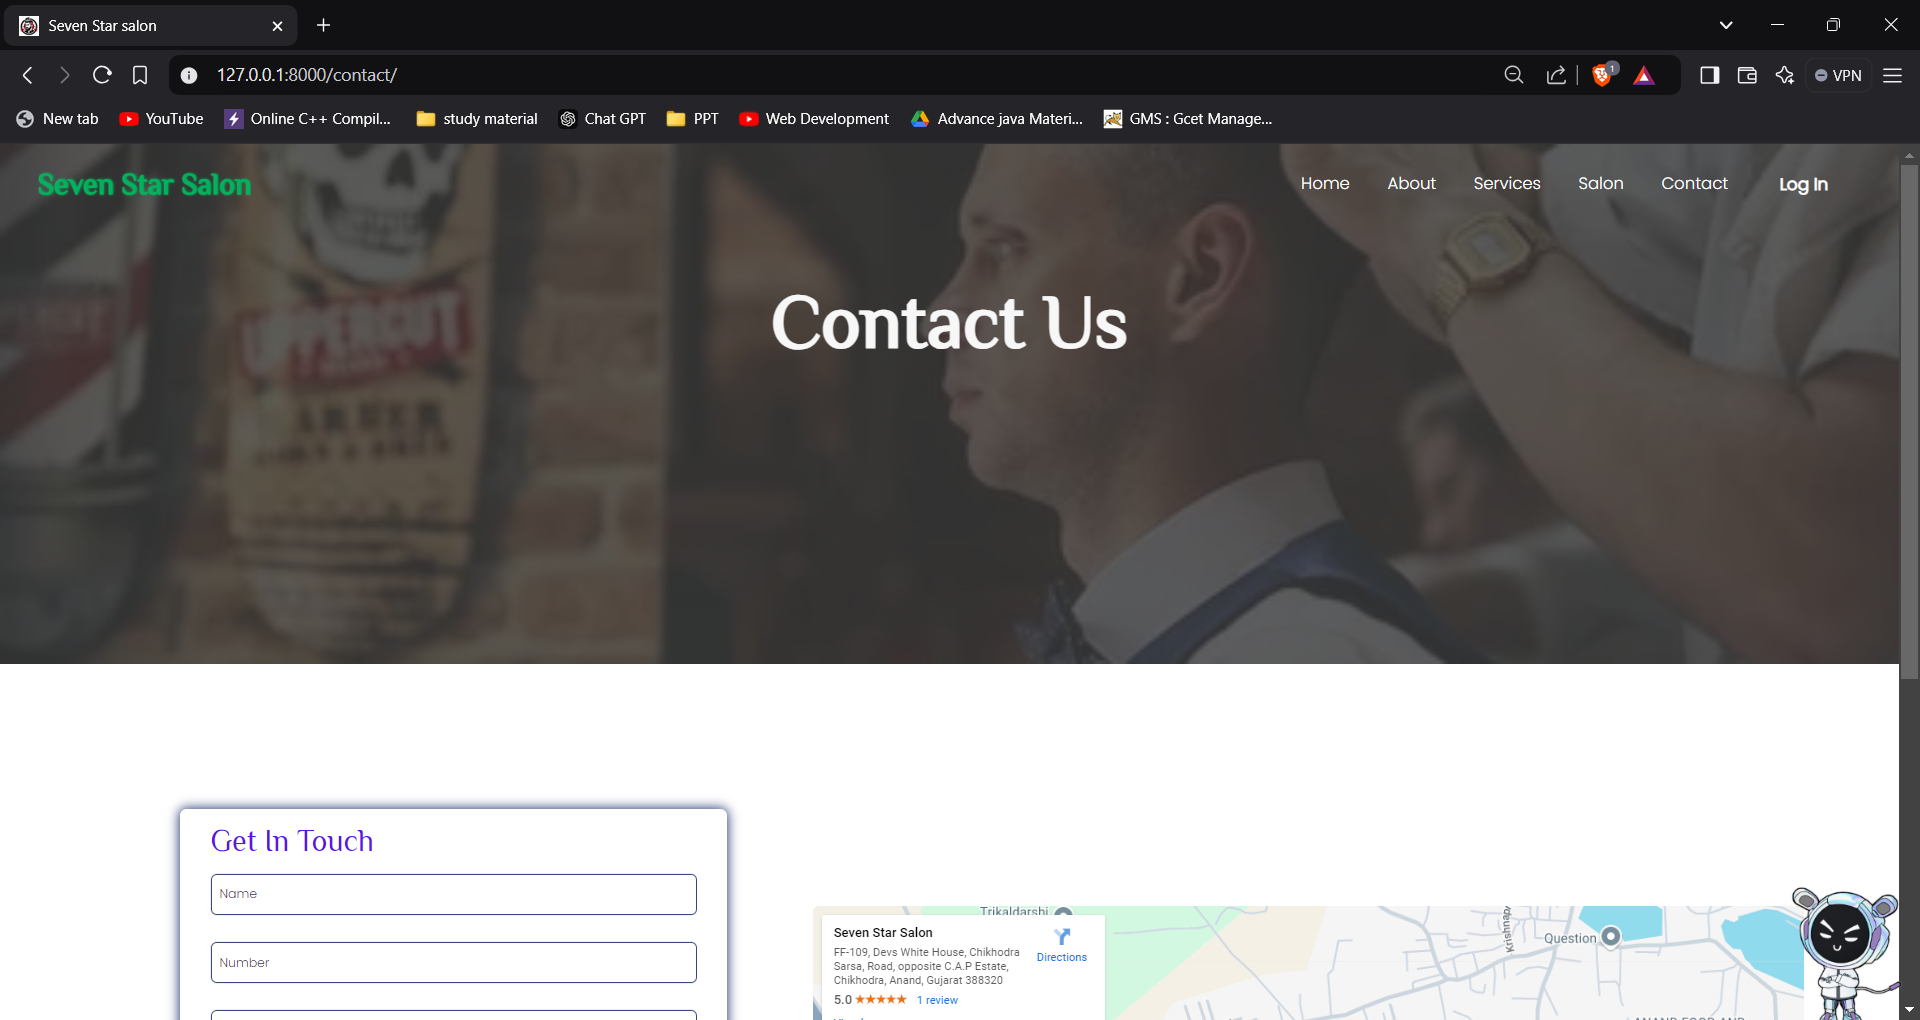 Seven Star salon
127.0.0.1:8000/contact/
1
VPN
New tab
YouTube
Online C++ Compil...
study material
Chat GPT
PPT
Web Development
Advance java Materi...
GMS : Gcet Manage...
Seven Star Salon
Home
About
Services
Salon
Contact
Log In
UPPERCUT
Contact Us
Get In Touch
Name
Number
Trikaldarshi
Seven Star Salon
Directions
FF-109, Devs White House, Chikhodra
Sarsa, Road, opposite C.A.P Estate,
Chikhodra, Anand, Gujarat 388320
5.0
1 review
Question